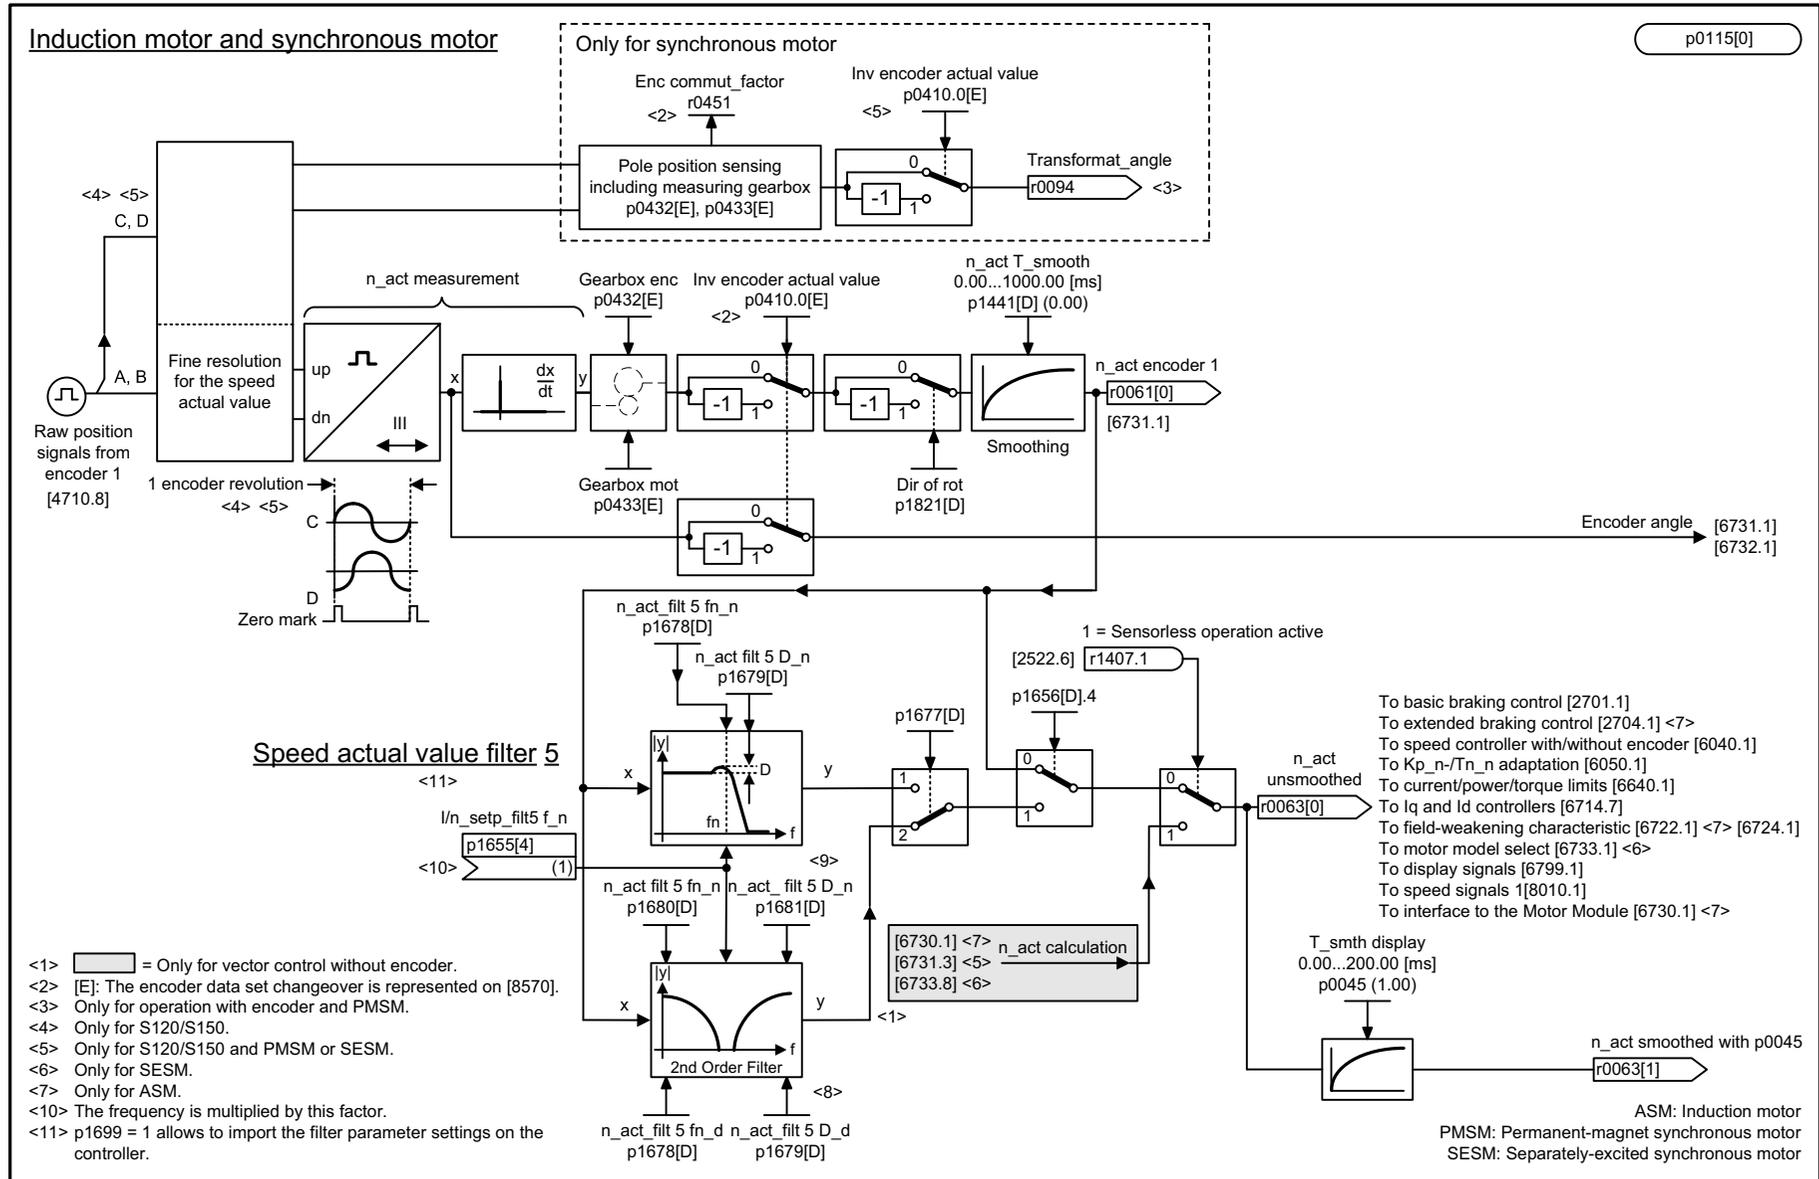 Induction motor and synchronous motor
Only for synchronous motor
p0115[0]
Enc commut_factor
r0451
<2>
Inv encoder actual value
p0410.0[E]
<5>
Pole position sensing
including measuring gearbox
p0432[E], p0433[E]
0
-1
1
Transformat_angle
r0094
<3>
<4> <5>
C, D
A, B
Fine resolution
for the speed
actual value
Raw position
signals from
encoder 1
[4710.8]
n_act measurement
up
dn
III
x
dx
dt
y
Gearbox enc
p0432[E]
Gearbox mot
p0433[E]
Inv encoder actual value
p0410.0[E]
<2>
0
-1
1
0
-1
1
Dir of rot
p1821[D]
n_act T_smooth
0.00...1000.00 [ms]
p1441[D] (0.00)
Smoothing
n_act encoder 1
r0061[0]
[6731.1]
1 encoder revolution
<4> <5>
C
D
Zero mark
0
-1
1
Encoder angle
[6731.1]
[6732.1]
n_act_filt 5 fn_n
p1678[D]
n_act filt 5 D_n
p1679[D]
Speed actual value filter 5
<11>
x
|y|
D
fn
f
y
<9>
I/n_setp_filt5 f_n
p1655[4]
<10>
(1)
n_act filt 5 fn_n
p1680[D]
n_act_ filt 5 D_n
p1681[D]
x
|y|
f
2nd Order Filter
y
<8>
n_act_filt 5 fn_d
p1678[D]
n_act_filt 5 D_d
p1679[D]
p1677[D]
1
2
p1656[D].4
0
1
1 = Sensorless operation active
[2522.6]
r1407.1
0
1
[6730.1] <7>
[6731.3] <5>
[6733.8] <6>
n_act calculation
<1>
n_act
unsmoothed
r0063[0]
To basic braking control [2701.1]
To extended braking control [2704.1] <7>
To speed controller with/without encoder [6040.1]
To Kp_n-/Tn_n adaptation [6050.1]
To current/power/torque limits [6640.1]
To Iq and Id controllers [6714.7]
To field-weakening characteristic [6722.1] <7> [6724.1]
To motor model select [6733.1] <6>
To display signals [6799.1]
To speed signals 1[8010.1]
To interface to the Motor Module [6730.1] <7>
T_smth display
0.00...200.00 [ms]
p0045 (1.00)
n_act smoothed with p0045
r0063[1]
<1> = Only for vector control without encoder.
<2> [E]: The encoder data set changeover is represented on [8570].
<3> Only for operation with encoder and PMSM.
<4> Only for S120/S150.
<5> Only for S120/S150 and PMSM or SESM.
<6> Only for SESM.
<7> Only for ASM.
<10> The frequency is multiplied by this factor.
<11> p1699 = 1 allows to import the filter parameter settings on the
controller.
ASM: Induction motor
PMSM: Permanent-magnet synchronous motor
SESM: Separately-excited synchronous motor